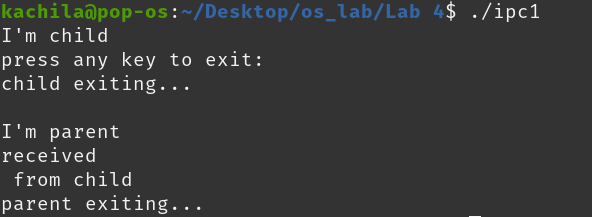 kachila@pop-os:~/Desktop/os_lab/Lab 4$ ./ipc1
I'm child
press any key to exit:
child exiting...
I'm parent
received
from child
parent exiting...